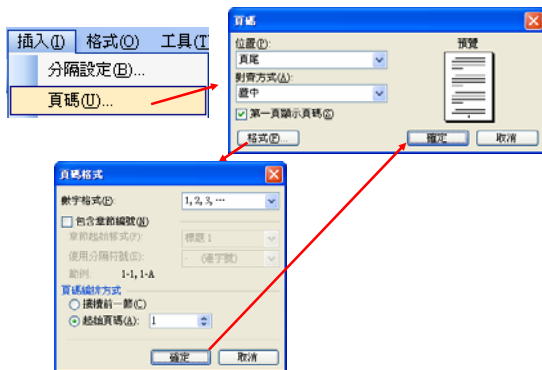 插入(I) 格式(O) 工具(T
分隔設定(B)...
頁碼(U)...
頁碼
位置(P):
頁尾
預覽
對齊方式(A):
置中
第一頁顯示頁碼(S)
格式(F)...
確定
取消
頁碼格式
數字格式(F):
1, 2, 3, ...
包含章節編號(N)
章節起始樣式(P):
標題 1
使用分隔符號(E):
- (連字號)
範例: 1-1, 1-A
頁碼編排方式
接續前一節(C)
起始頁碼(A): 1
確定
取消